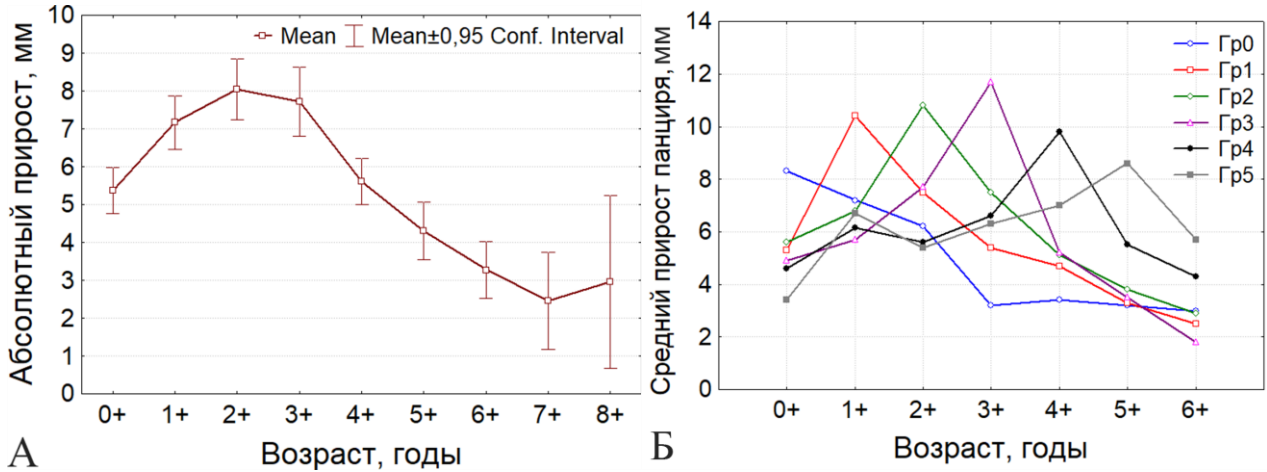 Абсолютный прирост, мм
10
9
8
7
6
5
4
3
2
1
0
Mean Mean±0,95 Conf. Interval
0+ 1+ 2+ 3+ 4+ 5+ 6+ 7+ 8+
Возраст, годы
А
Средний прирост панциря, мм
14
12
10
8
6
4
2
0
Гр0
Гр1
Гр2
Гр3
Гр4
Гр5
0+ 1+ 2+ 3+ 4+ 5+ 6+
Возраст, годы
Б